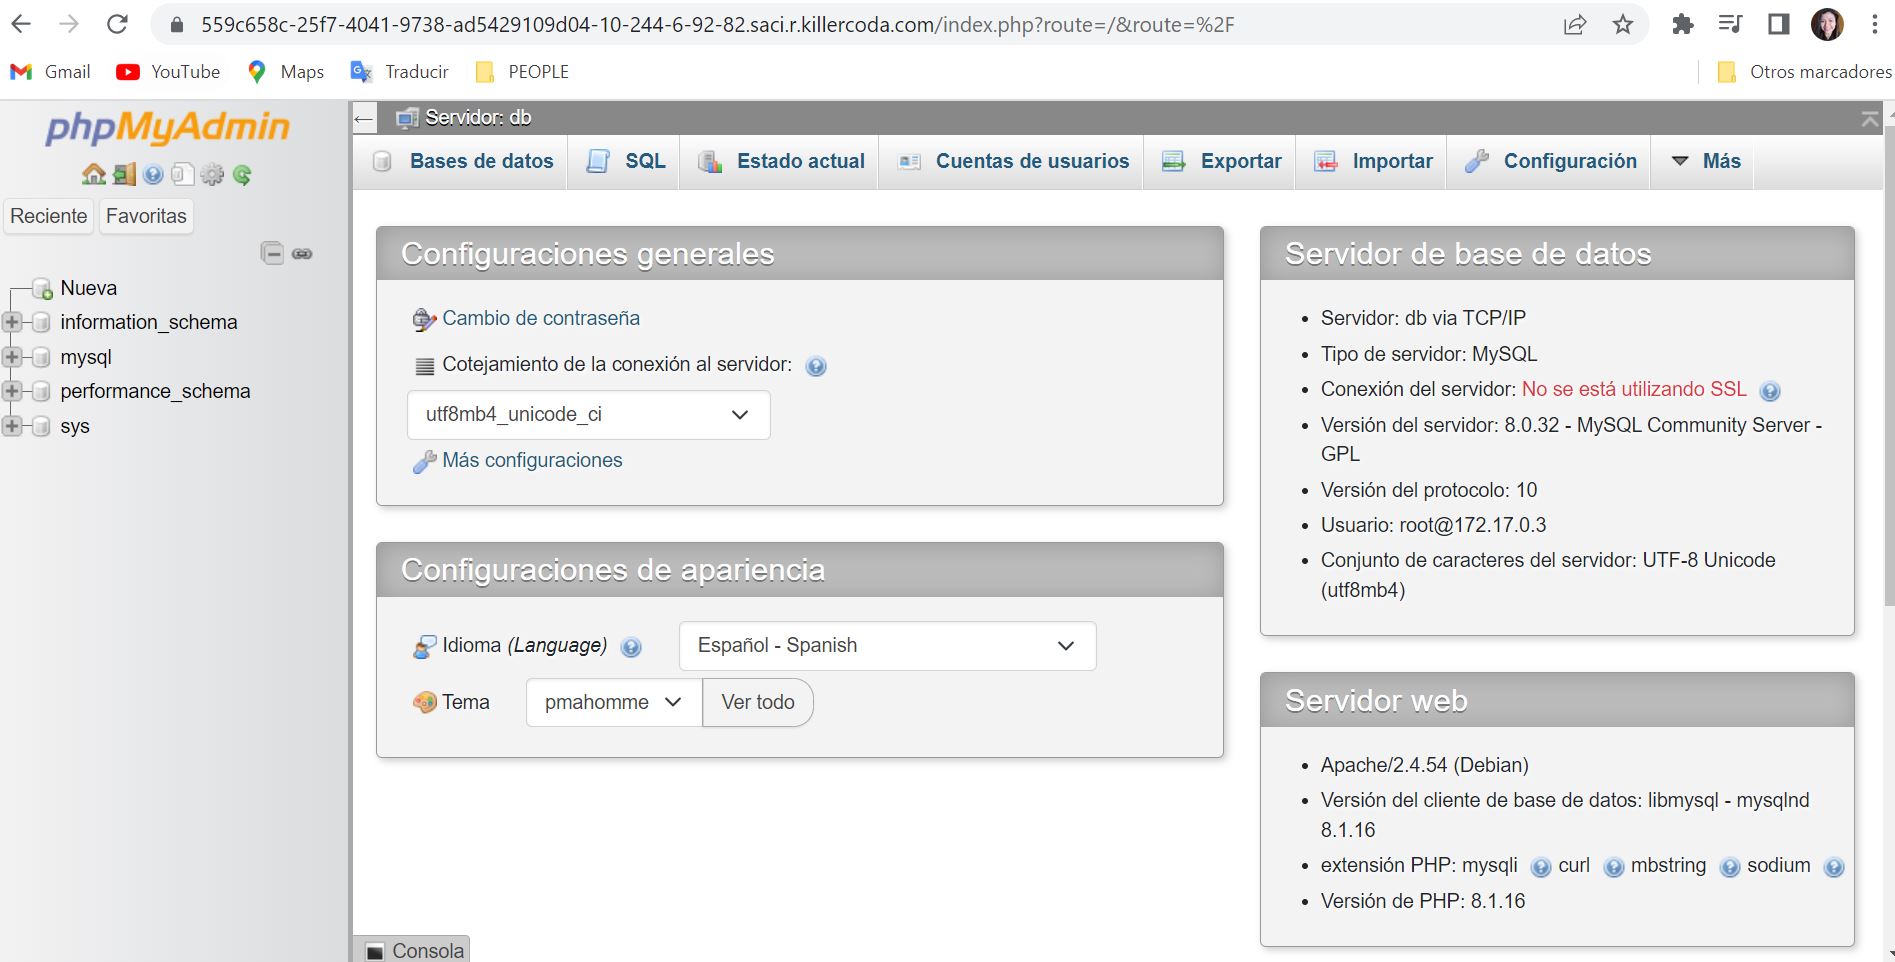 559c658c-25f7-4041-9738-ad5429109d04-10-244-6-92-82.saci.r.killercoda.com/index.php?route=/&route=%2F
Gmail YouTube Maps Traducir PEOPLE Otros marcadores
phpMyAdmin
Reciente Favoritas
Nueva
information_schema
mysql
performance_schema
sys
Servidor: db
Bases de datos SQL Estado actual Cuentas de usuarios Exportar Importar Configuración Más
Configuraciones generales
Cambio de contraseña
Cotejamiento de la conexión al servidor:
utf8mb4_unicode_ci
Más configuraciones
Configuraciones de apariencia
Idioma (Language) Español - Spanish
Tema pmahomme Ver todo
Servidor de base de datos
• Servidor: db via TCP/IP
• Tipo de servidor: MySQL
• Conexión del servidor: No se está utilizando SSL
• Versión del servidor: 8.0.32 - MySQL Community Server -
GPL
• Versión del protocolo: 10
• Usuario: root@172.17.0.3
• Conjunto de caracteres del servidor: UTF-8 Unicode
(utf8mb4)
Servidor web
• Apache/2.4.54 (Debian)
• Versión del cliente de base de datos: libmysql - mysqlnd
8.1.16
• extensión PHP: mysqli curl mbstring sodium
• Versión de PHP: 8.1.16
Consola